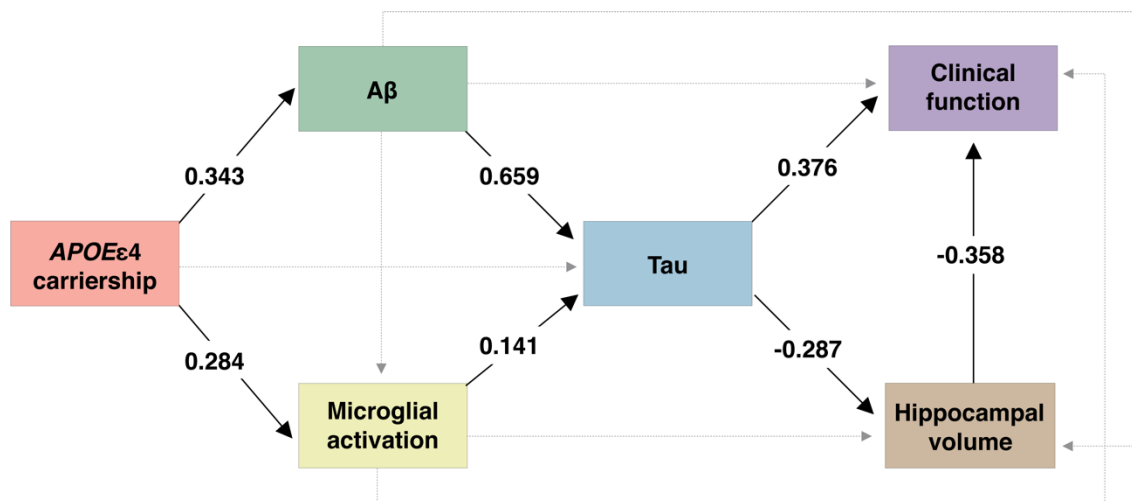 Aβ
Clinical
function
0.343
0.659
0.376
APOEε4
carriership
Tau
-0.358
0.284
0.141
-0.287
Microglial
activation
Hippocampal
volume